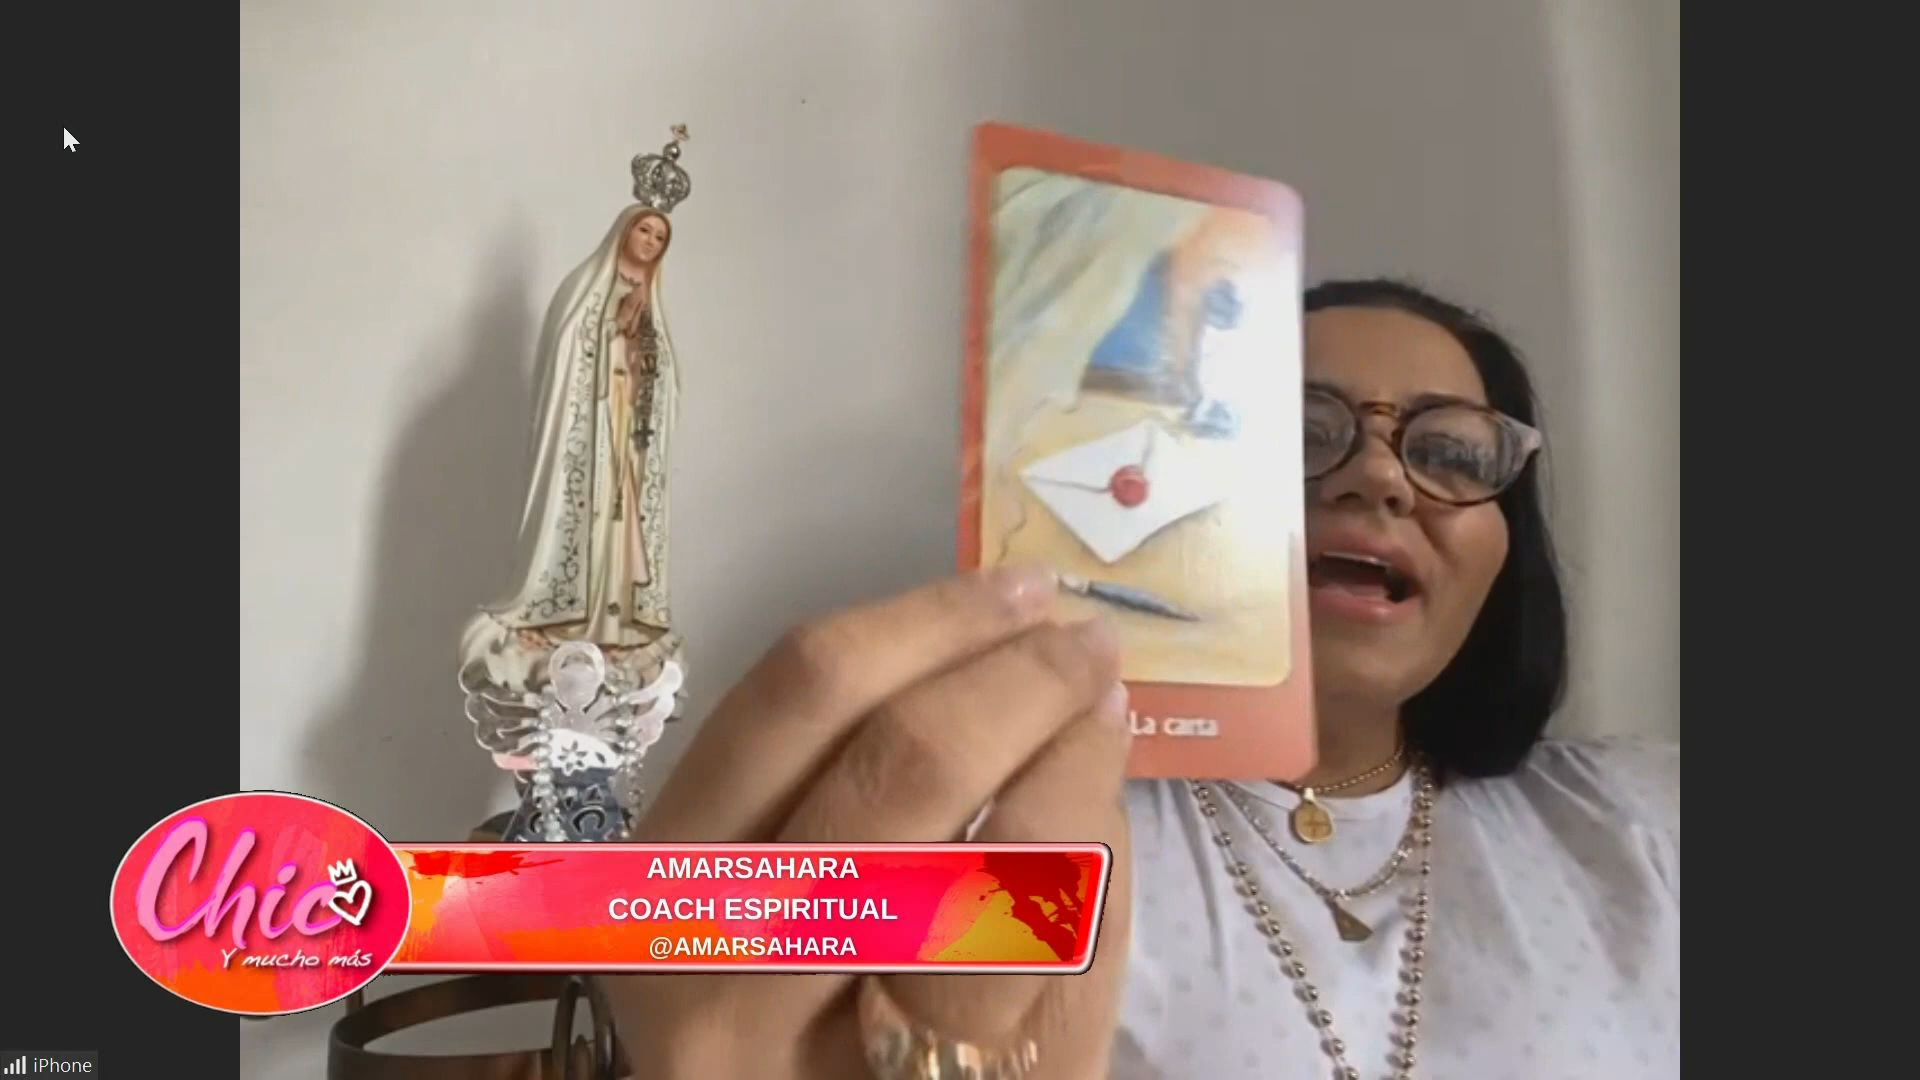 La carta
Chic
Y mucho más
AMARSAHARA
COACH ESPIRITUAL
@AMARSAHARA
iPhone